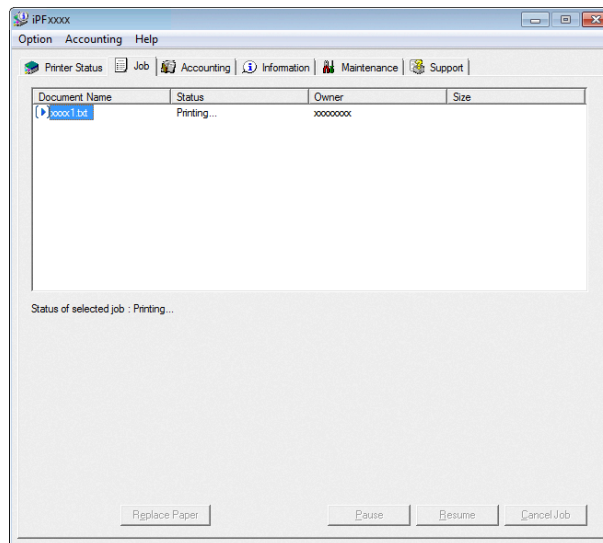 iPFxxxx
Option Accounting Help
Printer Status Job Accounting Information Maintenance Support
Document Name Status Owner Size
xxxx1.txt Printing... xxxxxxxx
Status of selected job : Printing...
Replace Paper Pause Resume Cancel Job